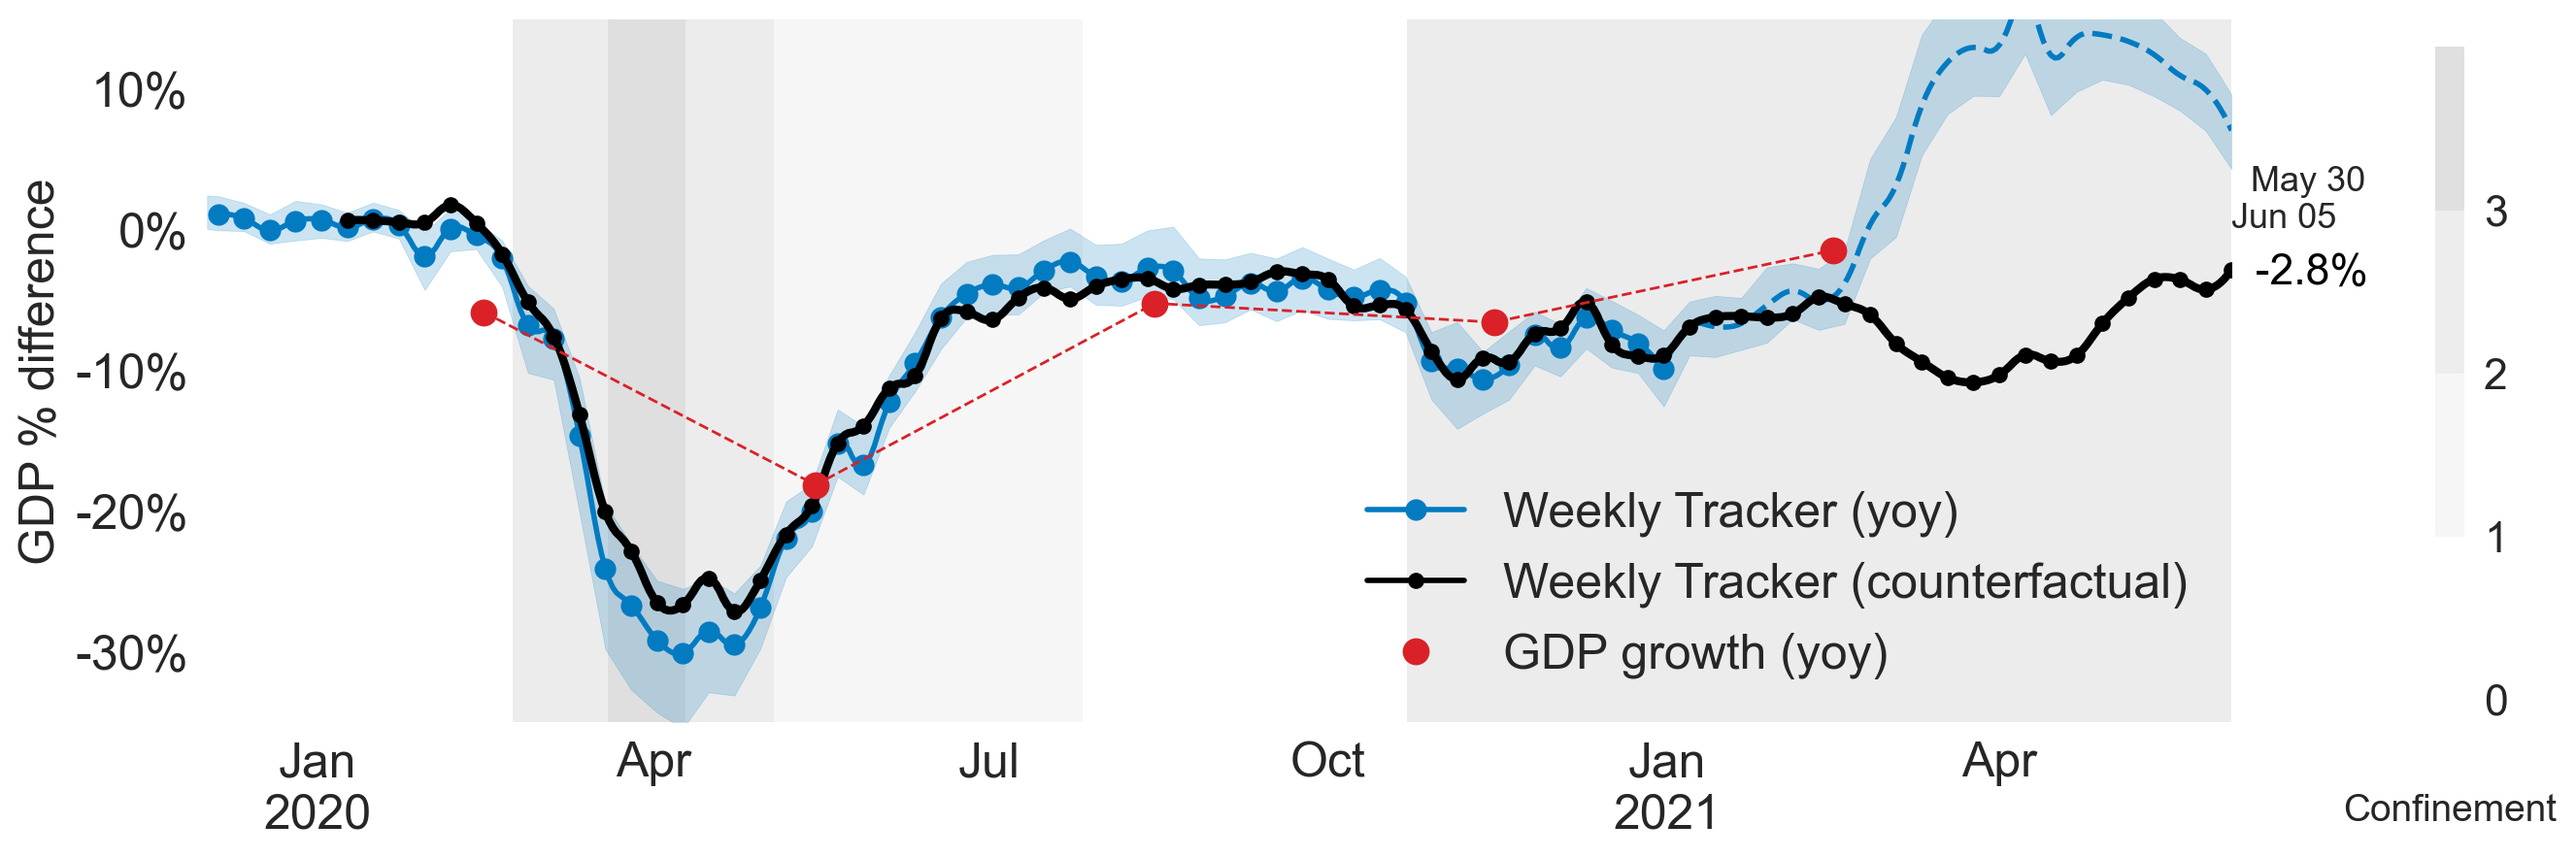 GDP % difference
10%
0%
-10%
-20%
-30%
Jan
2020
Apr
Jul
Oct
Jan
2021
Apr
May 30
Jun 05
-2.8%
Weekly Tracker (yoy)
Weekly Tracker (counterfactual)
GDP growth (yoy)
3
2
1
0
Confinement